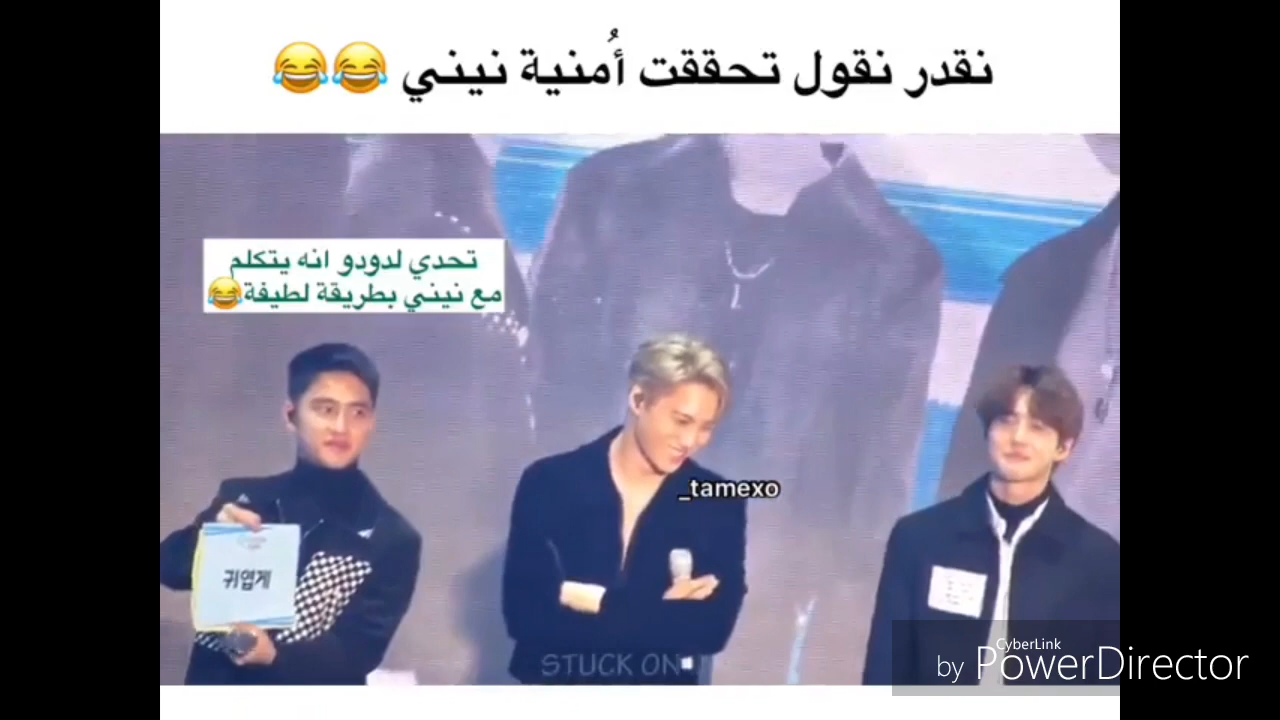 نقدر نقول تحققت أُمنية نيني 😂😂
تحدي لدودو انه يتكلم
مع نيني بطريقة لطيفة😂
_tamexo
귀엽게
STUCK ON
CyberLink
by PowerDirector